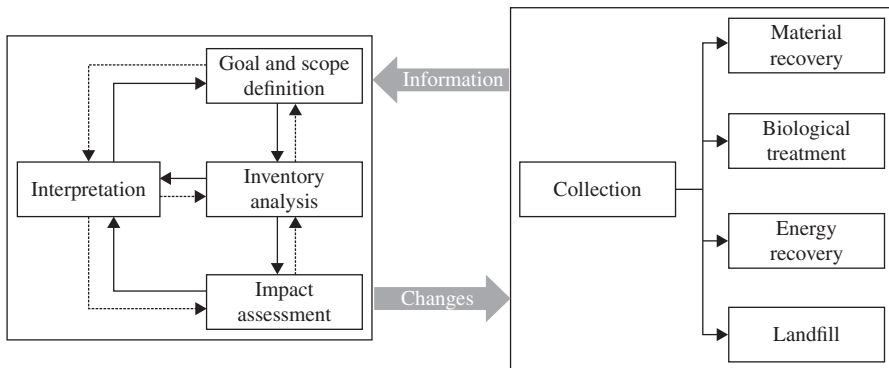 Goal and scope
definition
Interpretation
Inventory
analysis
Impact
assessment
Information
Changes
Collection
Material
recovery
Biological
treatment
Energy
recovery
Landfill